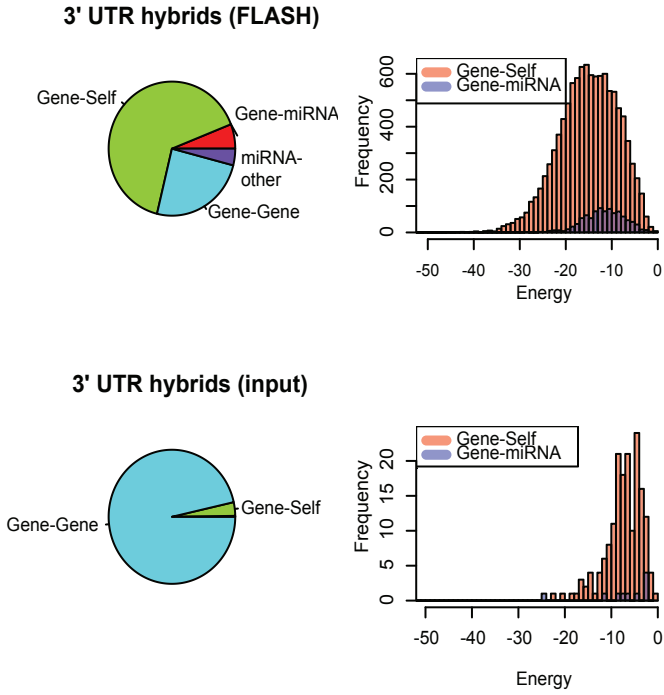 3' UTR hybrids (FLASH)
Gene-Self
Gene-miRNA
miRNA-
other
Gene-Gene
Gene-Self
Gene-miRNA
Frequency
600
400
200
0
-50 -40 -30 -20 -10 0
Energy
3' UTR hybrids (input)
Gene-Gene
Gene-Self
Gene-Self
Gene-miRNA
Frequency
20
15
10
5
0
-50 -40 -30 -20 -10 0
Energy